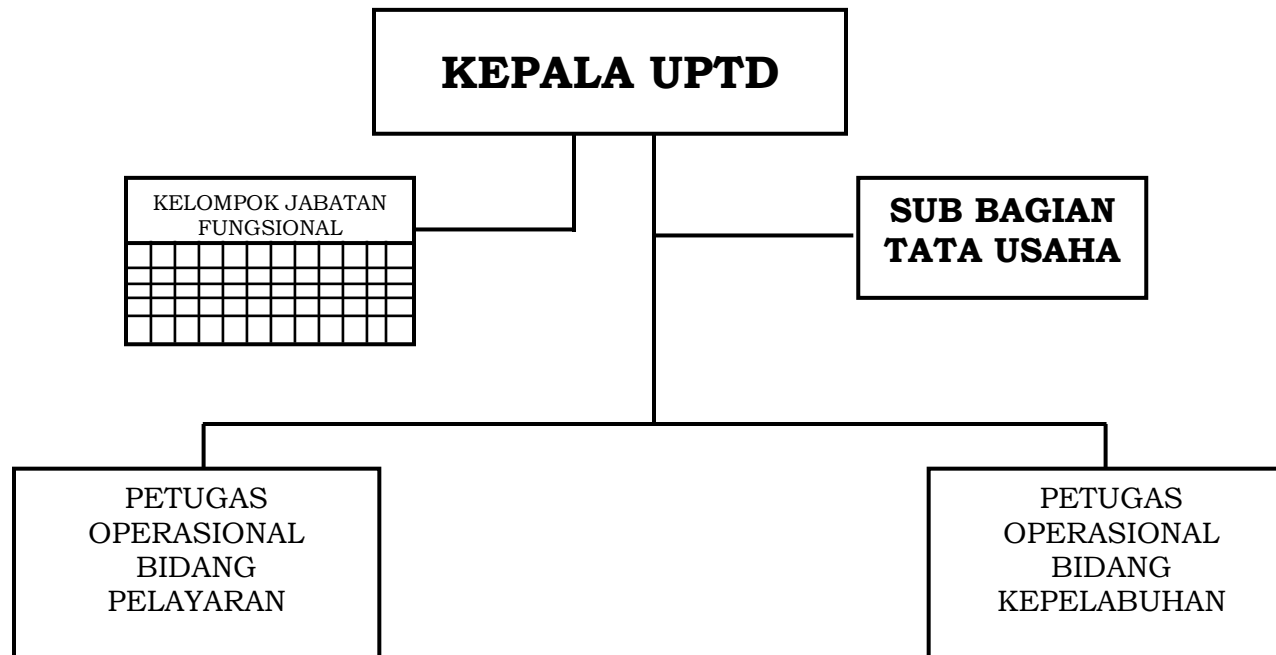 KEPALA UPTD
KELOMPOK JABATAN
FUNGSIONAL
SUB BAGIAN
TATA USAHA
PETUGAS
OPERASIONAL
BIDANG
PELAYARAN
PETUGAS
OPERASIONAL
BIDANG
KEPELABUHAN